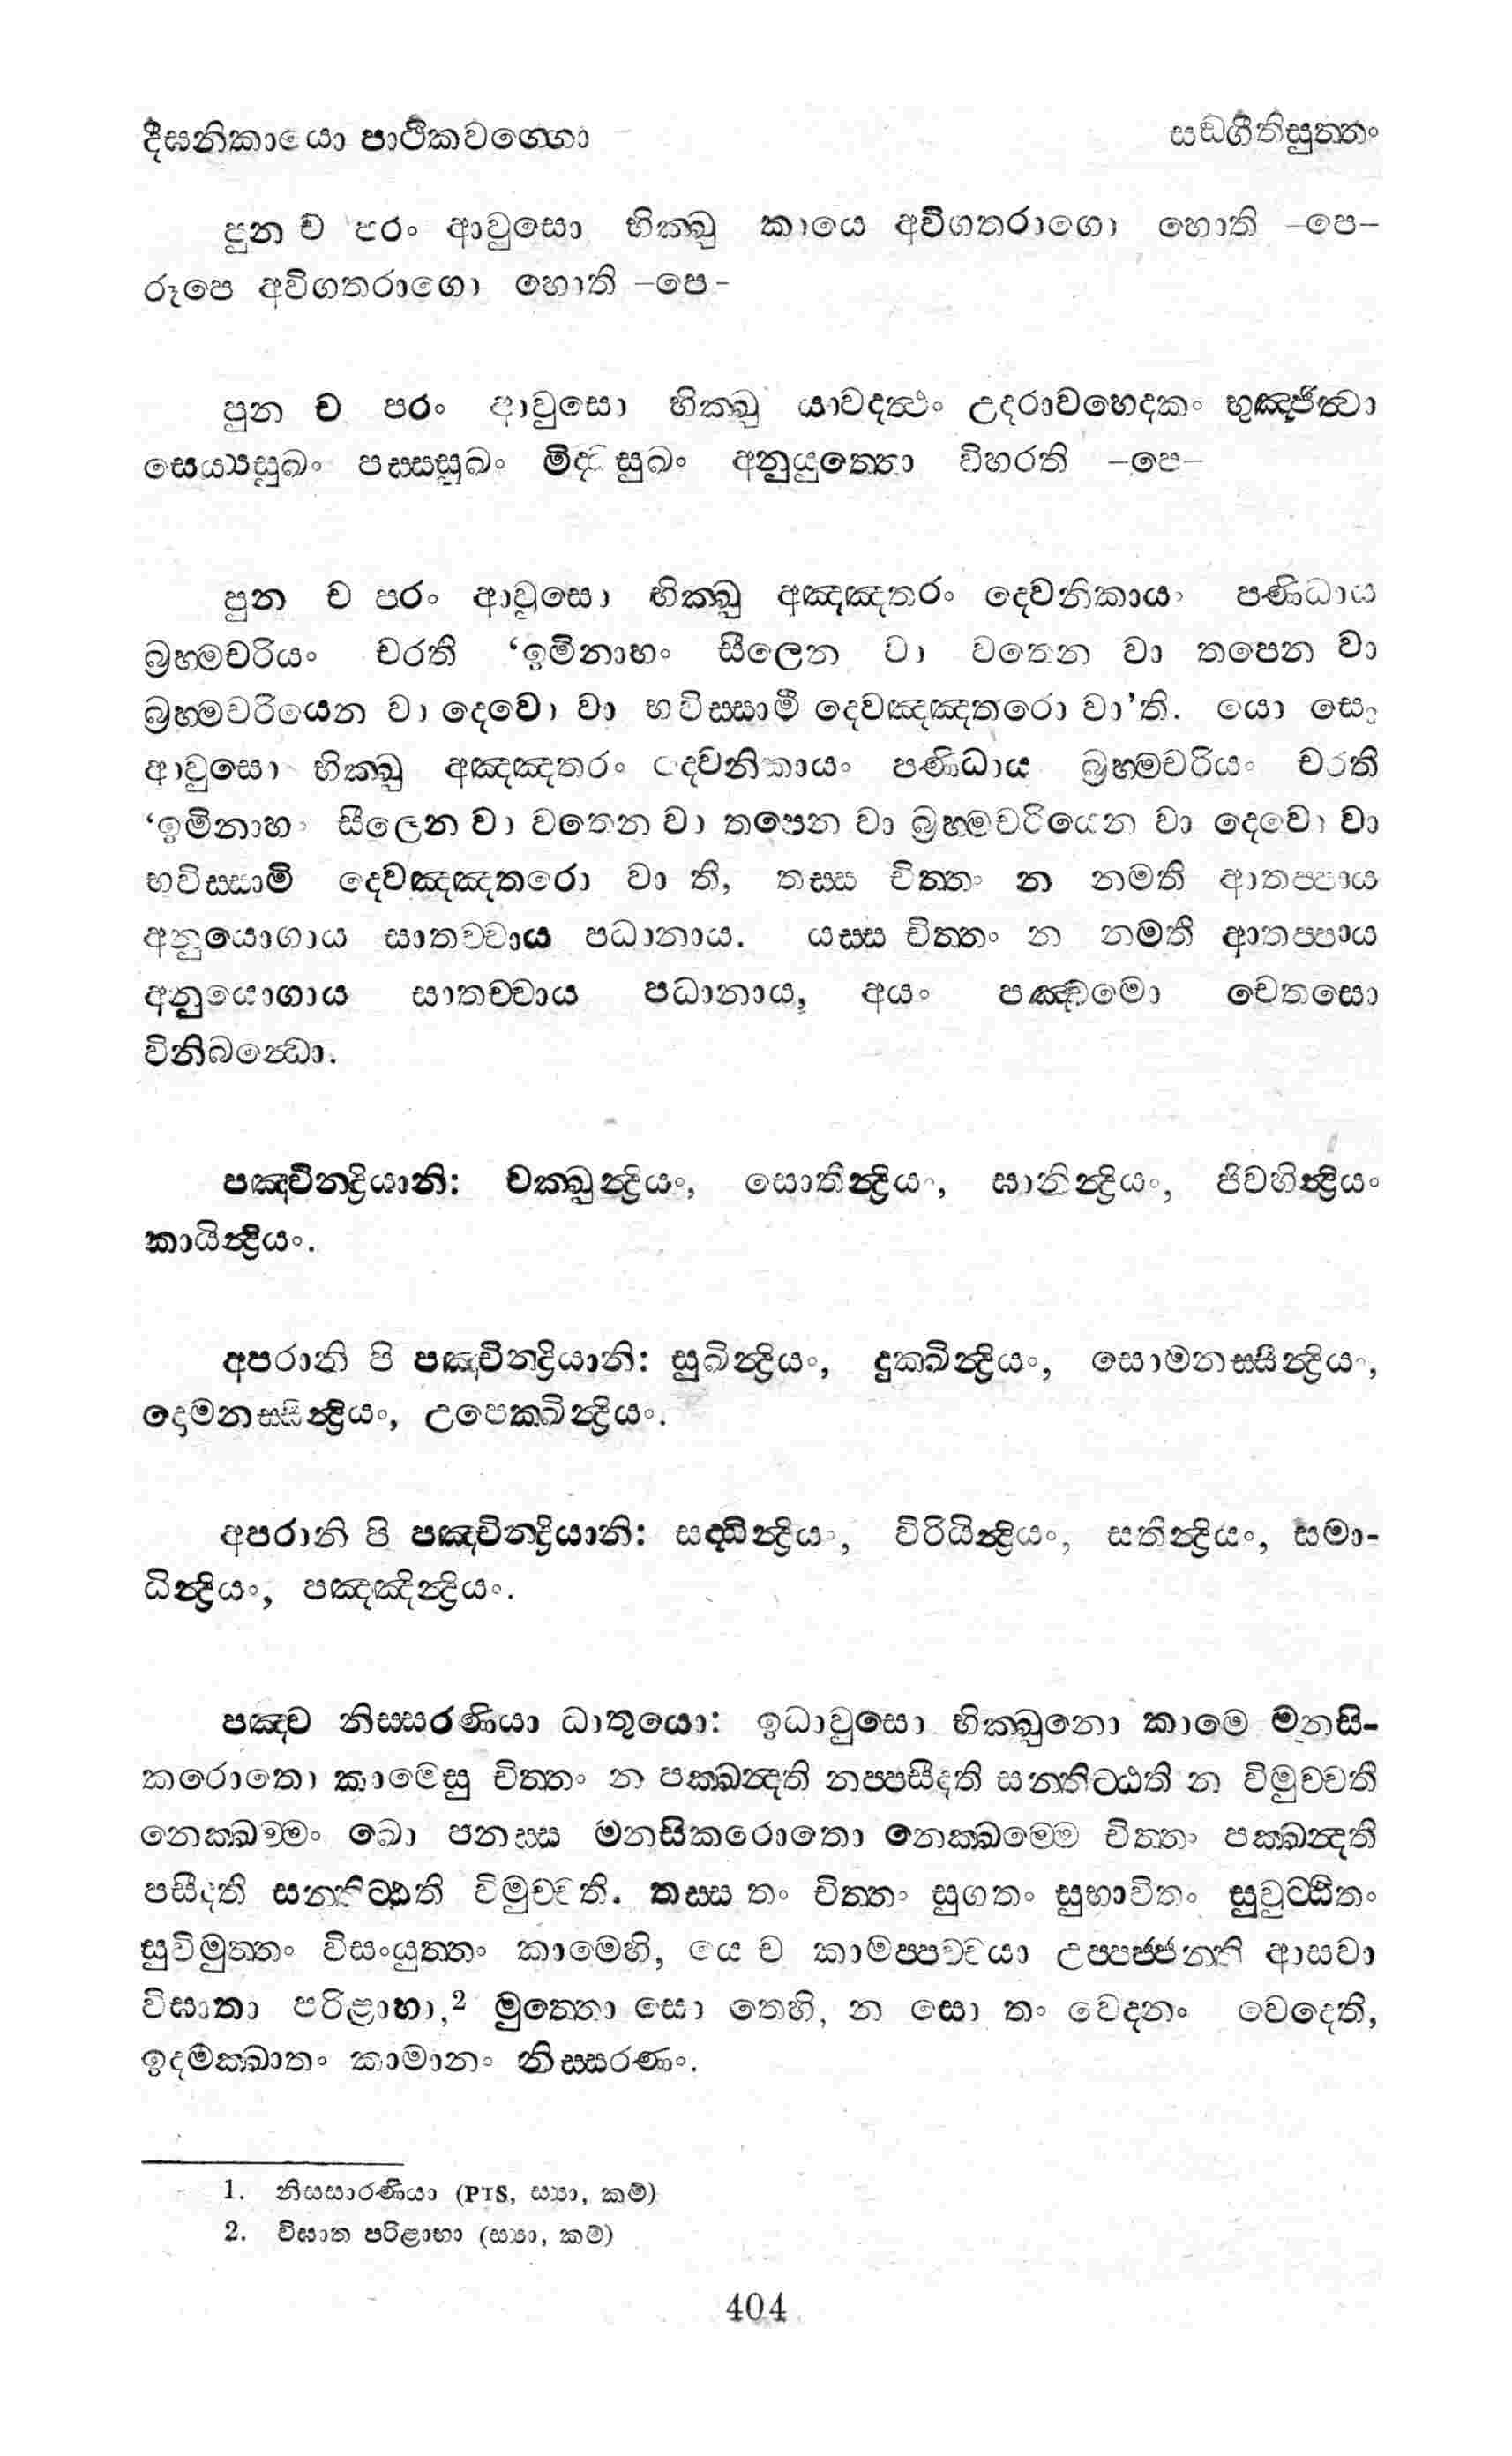 දීඝනිකායො පාථිකවග්ගො
සඞ්ගීතිසුත්තං
පුන ච පරං ආවුසො භික්ඛු කායෙ අවිගතරාගො හොති –පෙ–
රූපෙ අවිගතරාගො හොති –පෙ–
පුන ච පරං ආවුසො භික්ඛු යාවදත්ථං උදරාවදෙහකං භුඤ්ජිත්වා
සෙය්‍යසුඛං පස්සසුඛං මිද්ධසුඛං අනුයුත්තො විහරති –පෙ–
පුන ච පරං ආවුසො භික්ඛු අඤ්ඤතරං දෙවනිකායං පණිධාය
බ්‍රහ්මචරියං චරති ‘ඉමිනාහං සීලෙන වා වතෙන වා තපෙන වා
බ්‍රහ්මචරියෙන වා දෙවො වා භවිස්සාමි දෙවඤ්ඤතරො වා’ති. යො සො
ආවුසො භික්ඛු අඤ්ඤතරං දෙවනිකායං පණිධාය බ්‍රහ්මචරියං චරති
‘ඉමිනාහං සීලෙන වා වතෙන වා තපෙන වා බ්‍රහ්මචරියෙන වා දෙවො වා
භවිස්සාමි දෙවඤ්ඤතරො වා ති, තස්ස චිත්තං න නමති ආතප්පාය
අනුයොගාය සාතච්චාය පධානාය. යස්ස චිත්තං න නමති ආතප්පාය
අනුයොගාය සාතච්චාය පධානාය, අයං පඤ්චමො චෙතසො
විනිබන්ධො.
පඤ්චින්ද්‍රියානි: චක්ඛුන්ද්‍රියං, සොතින්ද්‍රියං, ඝානින්ද්‍රියං, ජිව්හින්ද්‍රියං
කායින්ද්‍රියං.
අපරානි පි පඤ්චින්ද්‍රියානි: සුඛින්ද්‍රියං, දුක්ඛින්ද්‍රියං, සොමනස්සින්ද්‍රියං,
දොමනස්සින්ද්‍රියං, උපෙක්ඛින්ද්‍රියං.
අපරානි පි පඤ්චින්ද්‍රියානි: සද්ධින්ද්‍රියං, විරියින්ද්‍රියං, සතින්ද්‍රියං, සමා-
ධින්ද්‍රියං, පඤ්ඤින්ද්‍රියං.
පඤ්ච නිස්සරණියා ධාතුයො: ඉධාවුසො භික්ඛුනො කාමෙ මනසි-
කරොතො කාමෙසු චිත්තං න පක්ඛන්දති නප්පසීදති සන්තිට්ඨති න විමුච්චති
නෙක්ඛම්මං ඛො පනස්ස මනසිකරොතො නෙක්ඛම්මෙ චිත්තං පක්ඛන්දති
පසීදති සන්තිට්ඨති විමුච්චති. තස්ස තං චිත්තං සුගතං සුභාවිතං සුවුට්ඨිතං
සුවිමුත්තං විසංයුත්තං කාමෙහි, යෙ ච කාමප්පච්චයා උප්පජ්ජන්ති ආසවා
විඝාතා පරිළාහා,² මුත්තො සො තෙහි, න සො තං වෙදනං වෙදෙති,
ඉදමක්ඛාතං කාමානං නිස්සරණං.
1. නිස්සාරණියා (PTS, ස්‍යා, කම්)
2. විඝාත පරිළාහා (ස්‍යා, කම්)
404